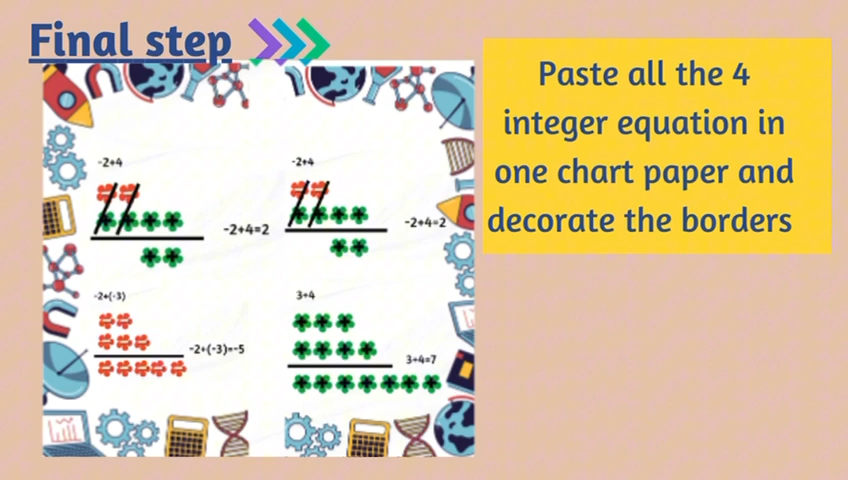 Final step
Paste all the 4
integer equation in
one chart paper and
decorate the borders
-2+4
-2+4=2
-2+4
-2+4=2
-2+(-3)
-2+(-3)=-5
3+4
3+4=7